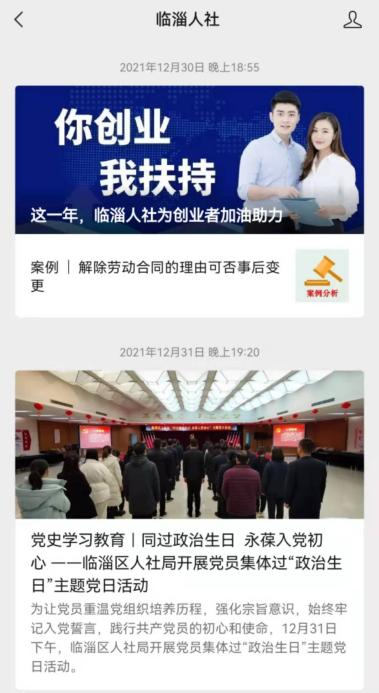 临淄人社
2021年12月30日 晚上18:55
你创业
我扶持
这一年，临淄人社为创业者加油助力
案例｜解除劳动合同的理由可否事后变
更
案例分析
2021年12月31日 晚上19:20
党史学习教育｜同过政治生日 永葆入党初
心 ——临淄区人社局开展党员集体过“政治生
日”主题党日活动
为让党员重温党组织培养历程，强化宗旨意识，始终牢
记入党誓言，践行共产党员的初心和使命，12月31日
下午，临淄区人社局开展党员集体过“政治生日”主题党
日活动。